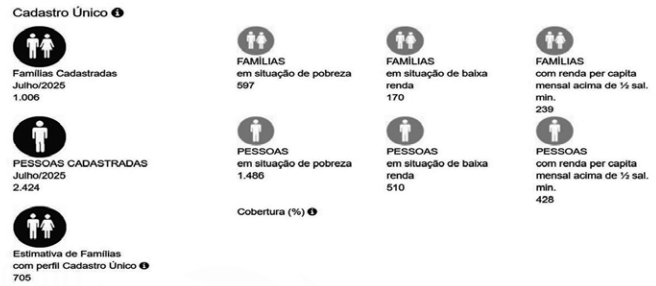 Cadastro Único
Famílias Cadastradas
Julho/2025
1.006
FAMÍLIAS
em situação de pobreza
597
FAMÍLIAS
em situação de baixa
renda
170
FAMÍLIAS
com renda per capita
mensal acima de ½ sal.
min.
239
PESSOAS CADASTRADAS
Julho/2025
2.424
PESSOAS
em situação de pobreza
1.486
PESSOAS
em situação de baixa
renda
510
PESSOAS
com renda per capita
mensal acima de ½ sal.
min.
428
Estimativa de Famílias
com perfil Cadastro Único
705
Cobertura (%)